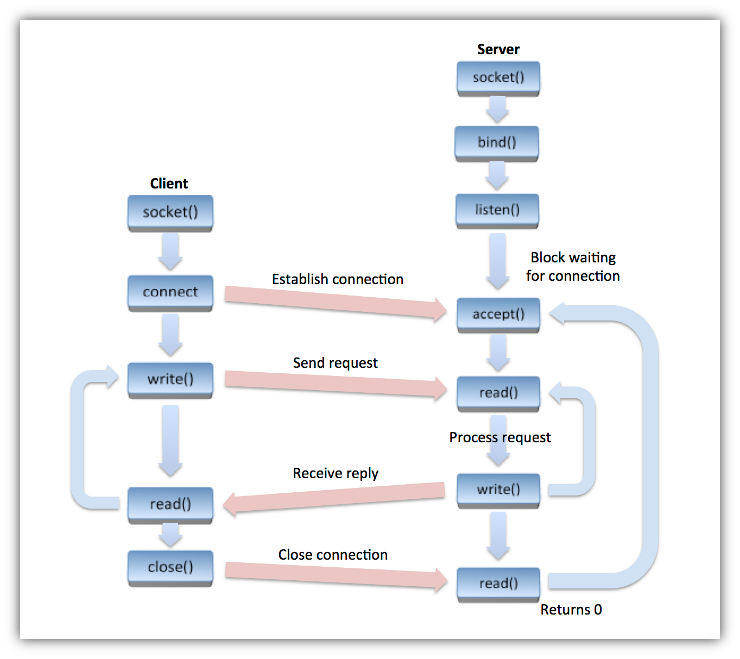 Server
socket()
bind()
Client
socket()
listen()
Block waiting
for connection
Establish connection
connect
accept()
Send request
write()
read()
Process request
Receive reply
write()
read()
Close connection
close()
read()
Returns 0